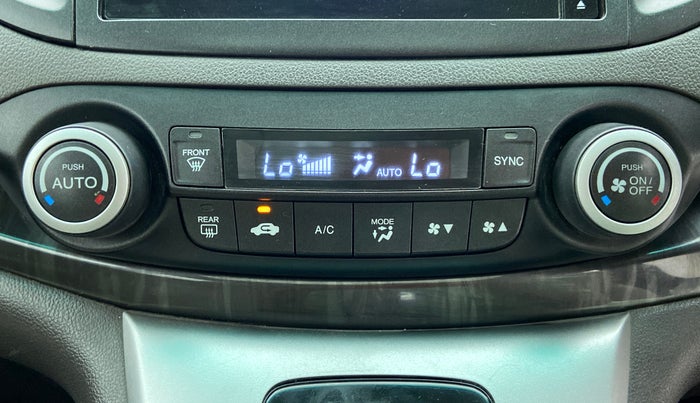 FRONT
Lo
AUTO
Lo
SYNC
PUSH
AUTO
PUSH
ON/
OFF
REAR
A/C
MODE